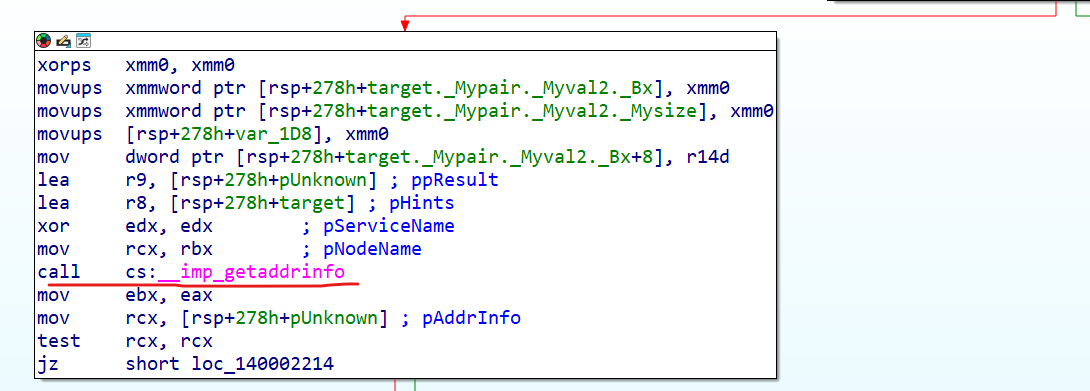 xorps xmm0, xmm0
movups xmmword ptr [rsp+278h+target._Mypair._Myval2._Bx], xmm0
movups xmmword ptr [rsp+278h+target._Mypair._Myval2._Mysize], xmm0
movups [rsp+278h+var_1D8], xmm0
mov dword ptr [rsp+278h+target._Mypair._Myval2._Bx+8], r14d
lea r9, [rsp+278h+pUnknown] ; ppResult
lea r8, [rsp+278h+target] ; pHints
xor edx, edx ; pServiceName
mov rcx, rbx ; pNodeName
call cs:__imp_getaddrinfo
mov ebx, eax
mov rcx, [rsp+278h+pUnknown] ; pAddrInfo
test rcx, rcx
jz short loc_140002214